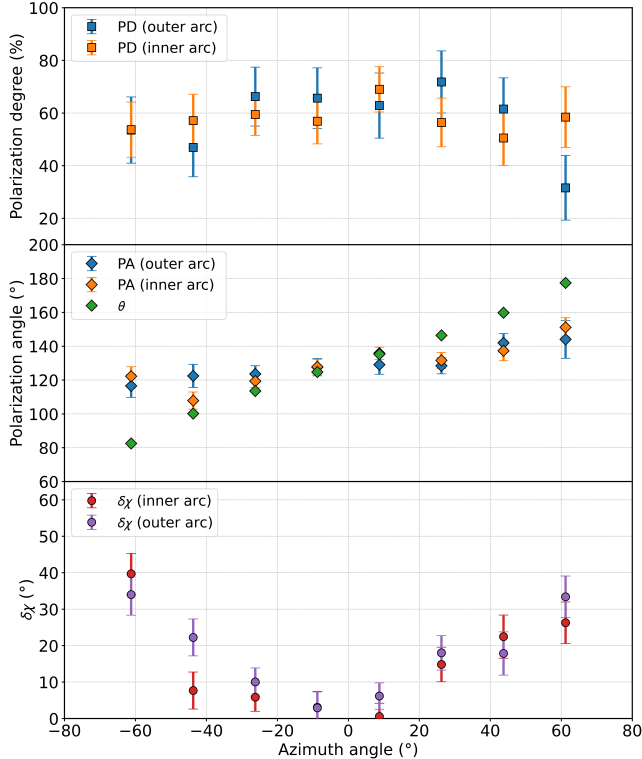 Polarization degree (%)
100
80
60
40
20
PD (outer arc)
PD (inner arc)
Polarization angle (°)
200
180
160
140
120
100
80
60
PA (outer arc)
PA (inner arc)
θ
δχ (°)
60
50
40
30
20
10
0
δχ (inner arc)
δχ (outer arc)
−80 −60 −40 −20 0 20 40 60 80
Azimuth angle (°)